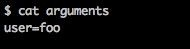 $ cat arguments
user=foo